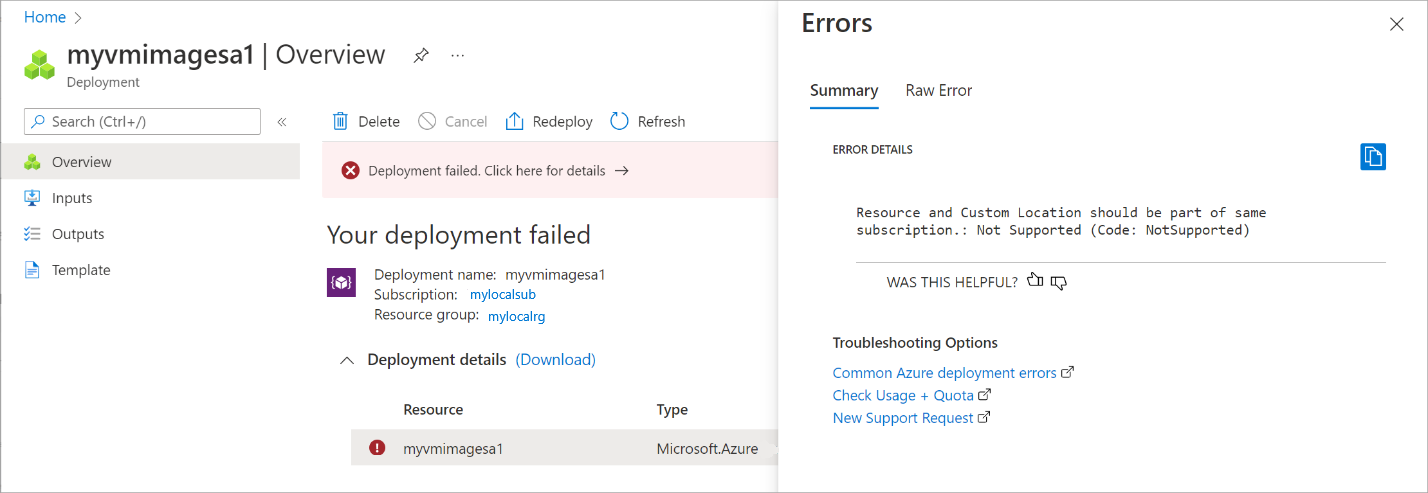 Home
myvmimagesa1 | Overview
Deployment
Search (Ctrl+/)
Overview
Inputs
Outputs
Template
Delete
Cancel
Redeploy
Refresh
Deployment failed. Click here for details
Your deployment failed
Deployment name: myvmimagesa1
Subscription: mylocalsub
Resource group: mylocalrg
Deployment details (Download)
Resource Type
myvmimagesa1 Microsoft.Azure
Errors
Summary Raw Error
ERROR DETAILS
Resource and Custom Location should be part of same
subscription.: Not Supported (Code: NotSupported)
WAS THIS HELPFUL?
Troubleshooting Options
Common Azure deployment errors
Check Usage + Quota
New Support Request